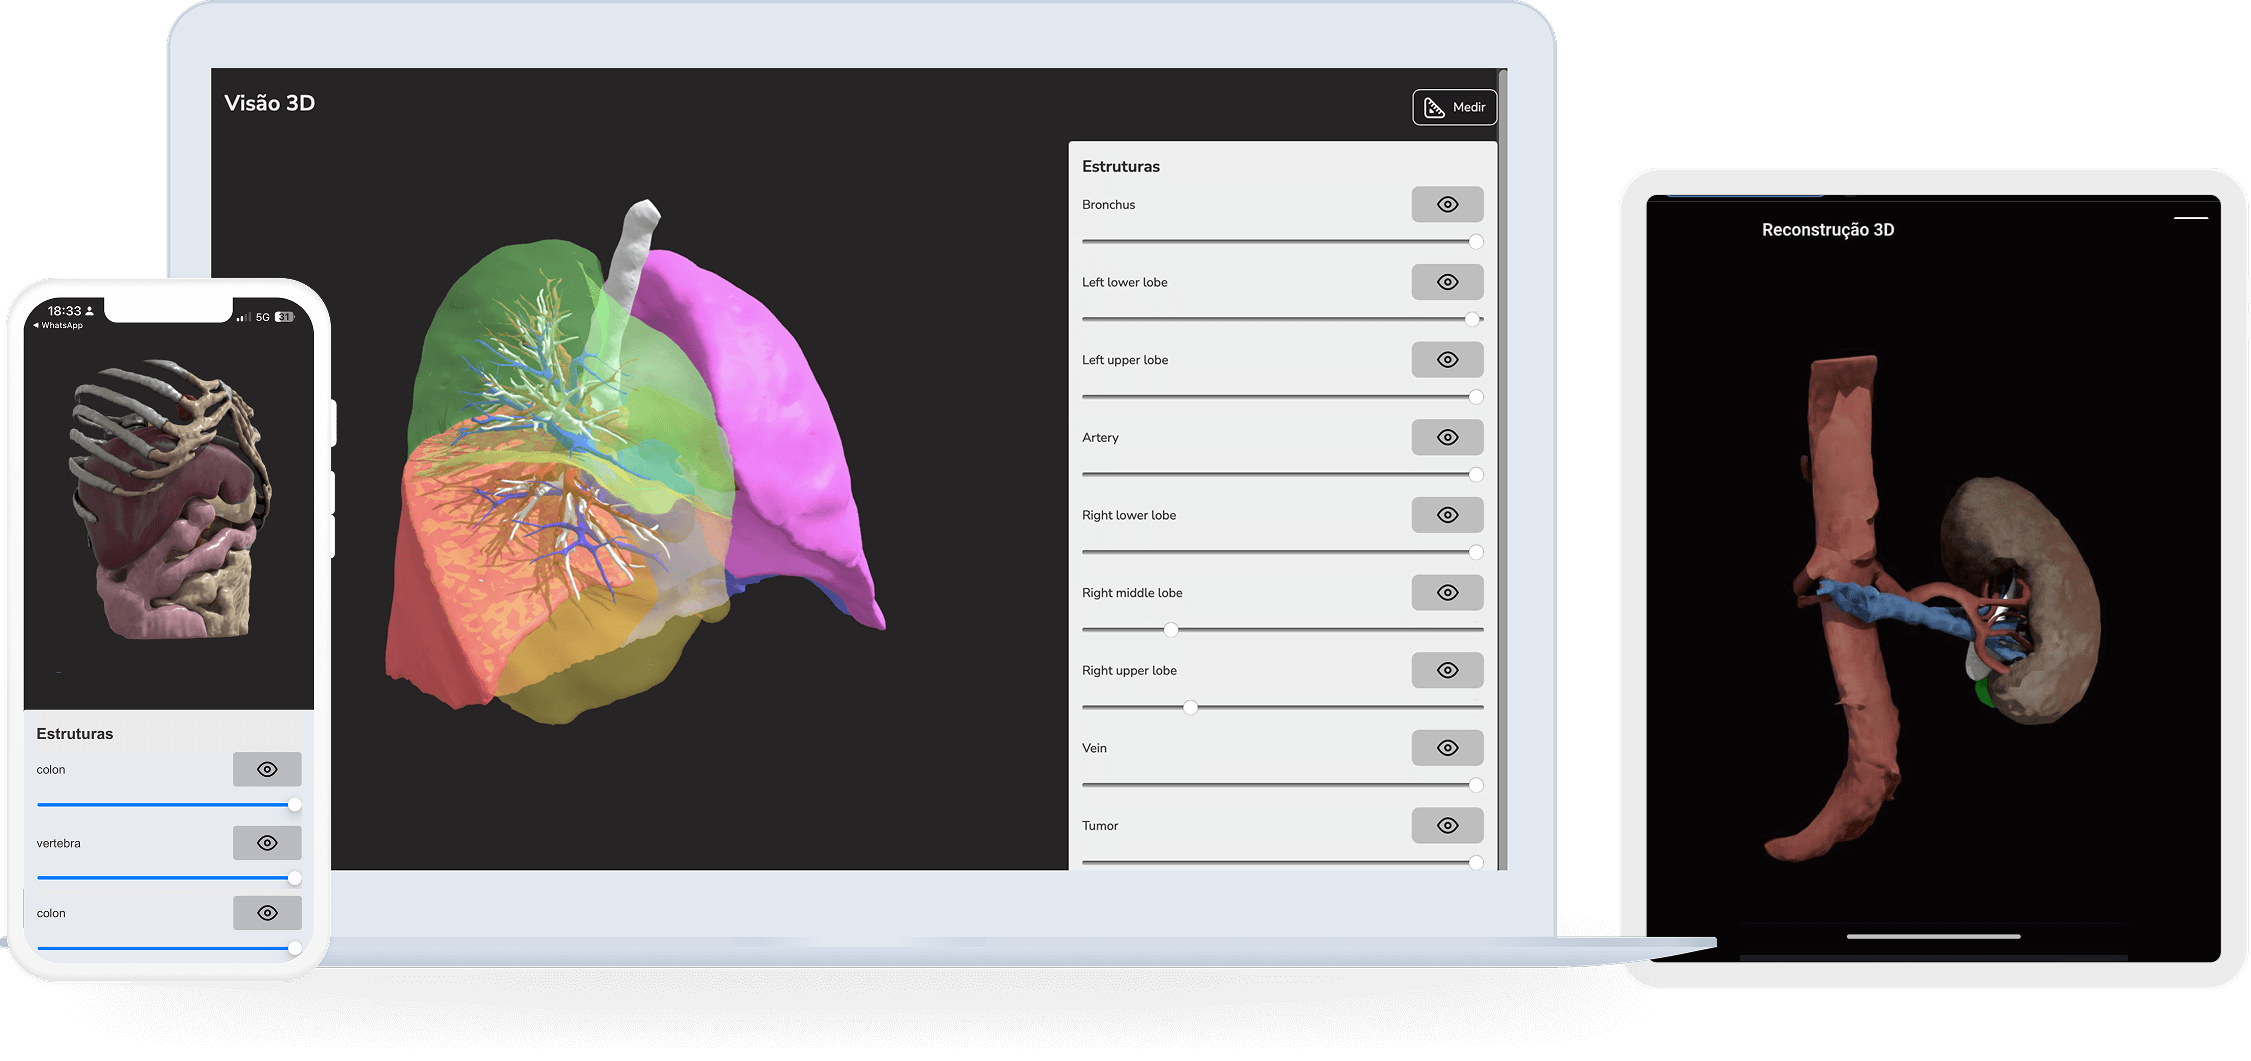 Visão 3D
Medir
Estruturas
Bronchus
Left lower lobe
Left upper lobe
Artery
Right lower lobe
Right middle lobe
Right upper lobe
Vein
Tumor
18:33
5G 31
WhatsApp
Estruturas
colon
vertebra
colon
Reconstrução 3D